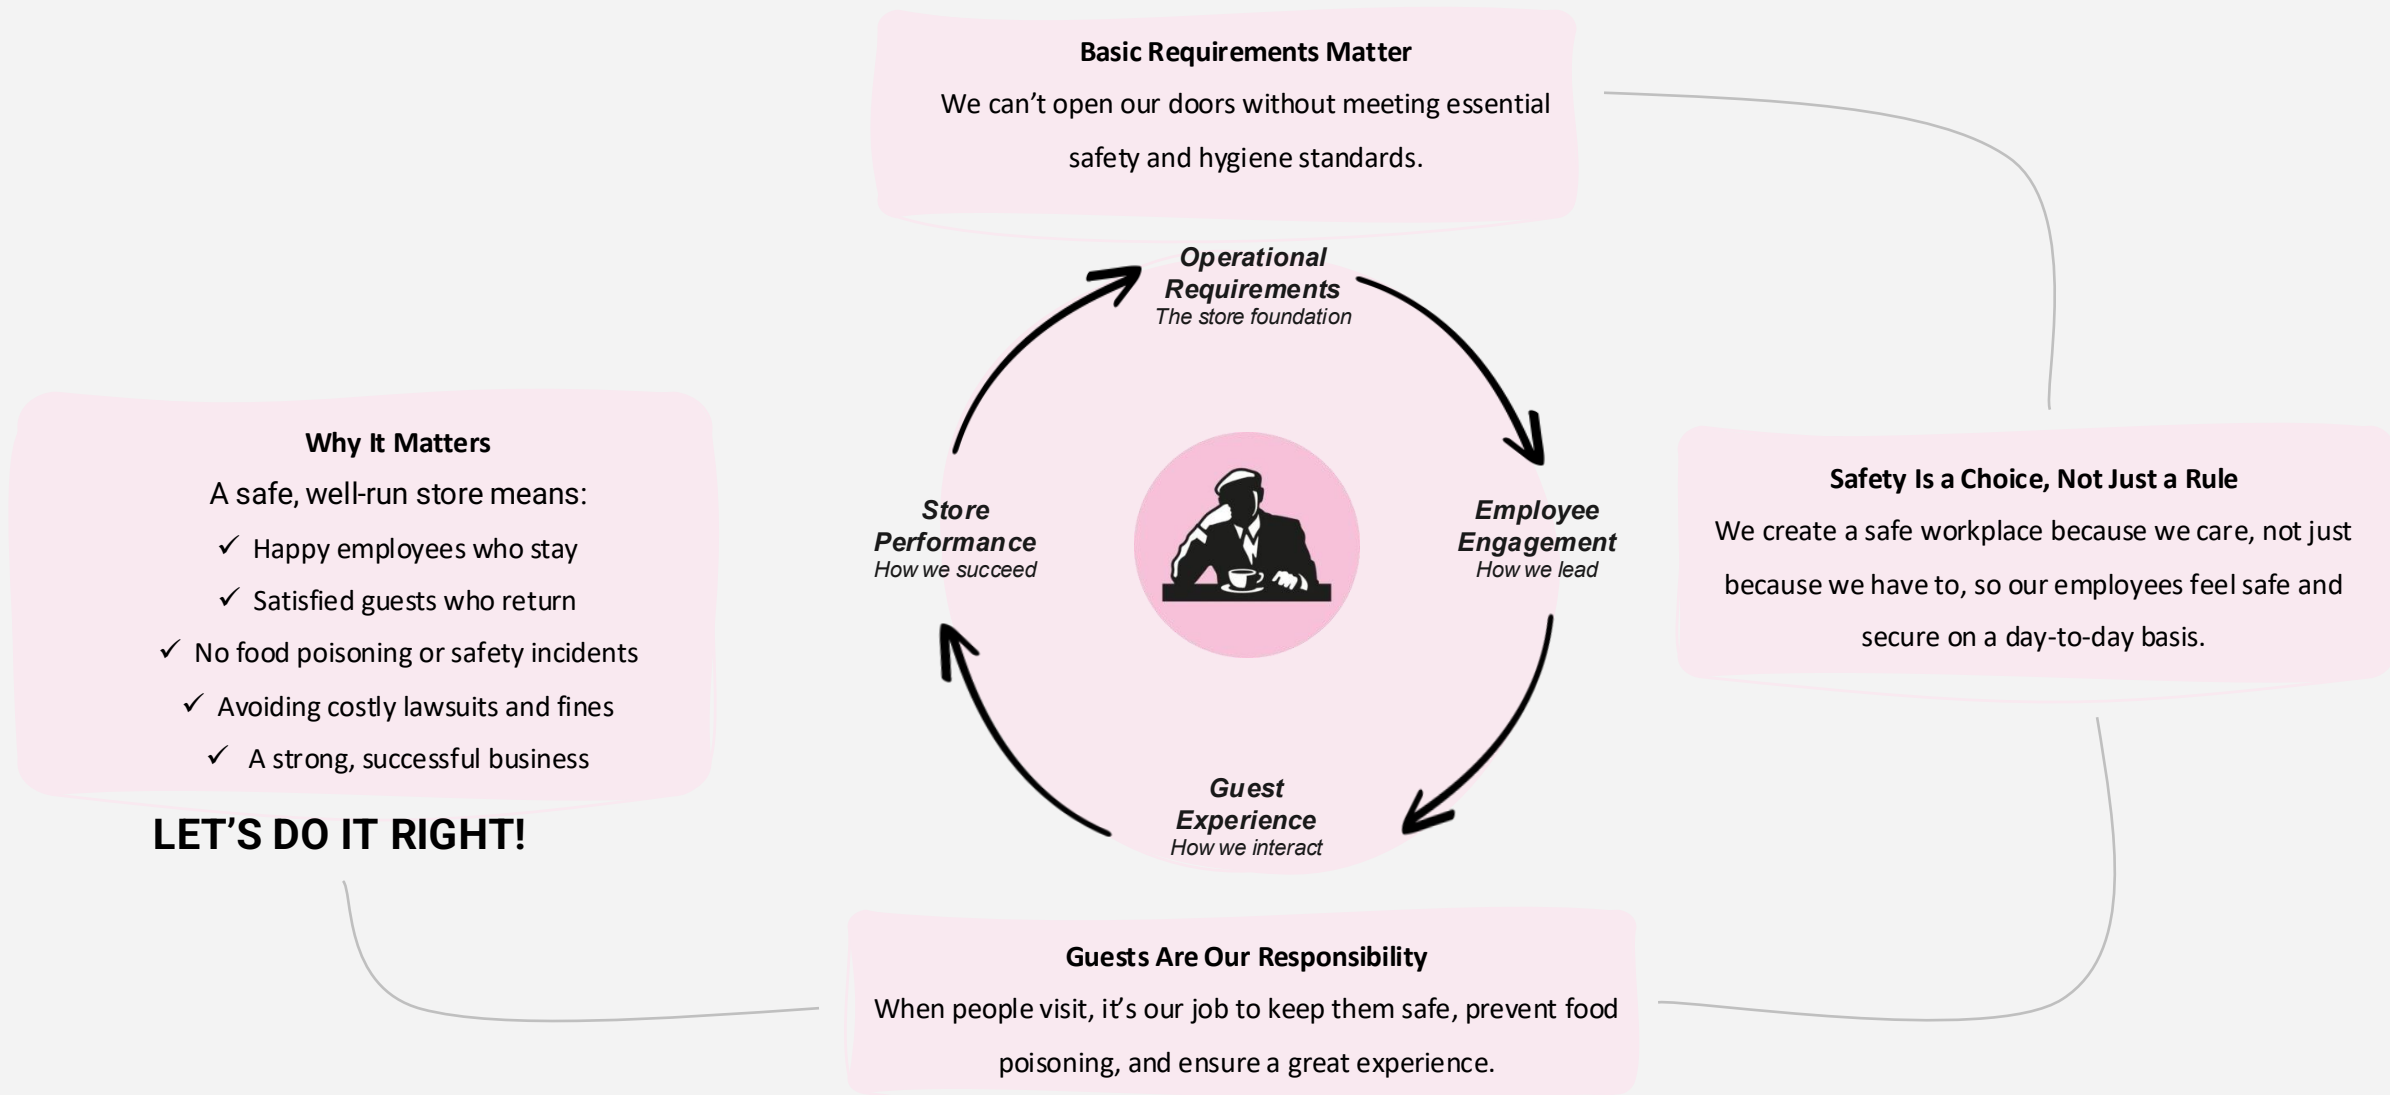 Basic Requirements Matter
We can’t open our doors without meeting essential
safety and hygiene standards.
Operational
Requirements
The store foundation
Why It Matters
A safe, well-run store means:
✓ Happy employees who stay
✓ Satisfied guests who return
✓ No food poisoning or safety incidents
✓ Avoiding costly lawsuits and fines
✓ A strong, successful business
LET’S DO IT RIGHT!
Store
Performance
How we succeed
Employee
Engagement
How we lead
Safety Is a Choice, Not Just a Rule
We create a safe workplace because we care, not just
because we have to, so our employees feel safe and
secure on a day-to-day basis.
Guest
Experience
How we interact
Guests Are Our Responsibility
When people visit, it’s our job to keep them safe, prevent food
poisoning, and ensure a great experience.